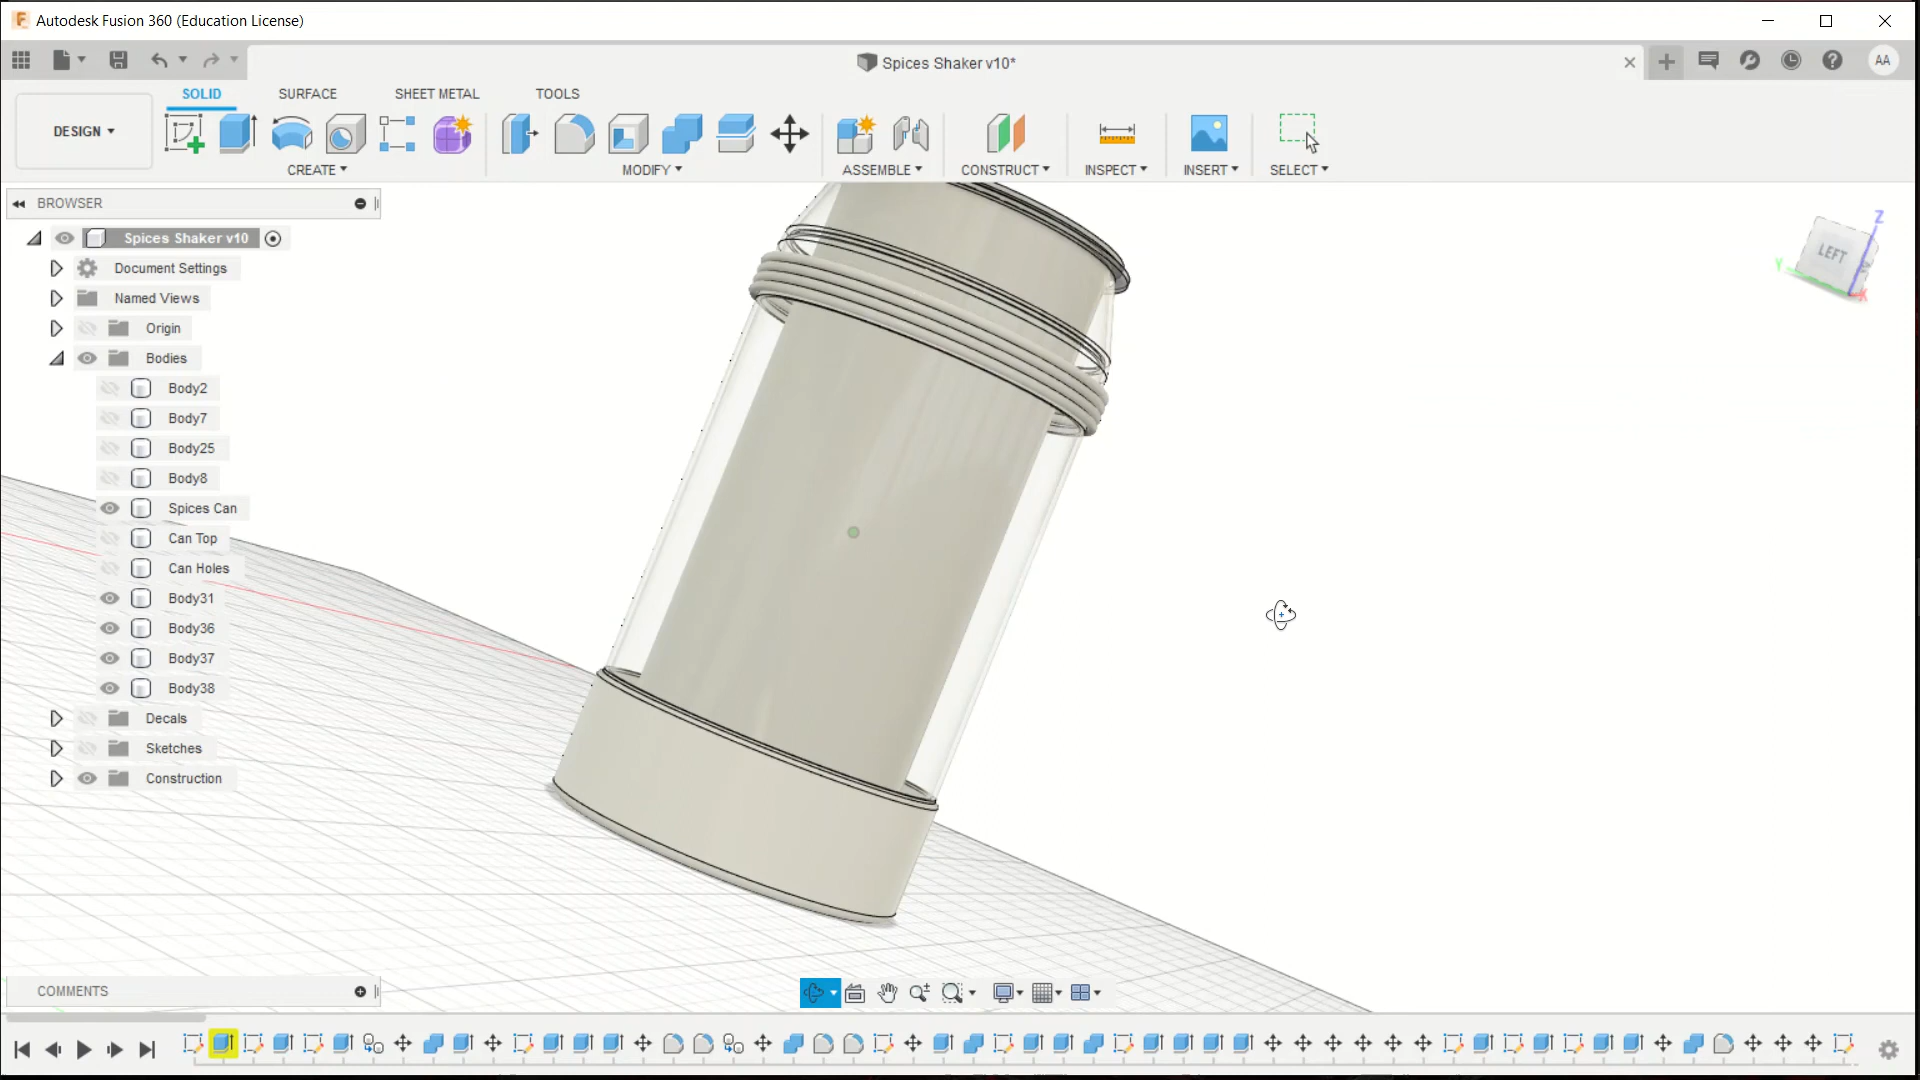 Autodesk Fusion 360 (Education License)
Spices Shaker v10*
AA
SOLID SURFACE SHEET METAL TOOLS
DESIGN
CREATE MODIFY ASSEMBLE CONSTRUCT INSPECT INSERT SELECT
BROWSER
Spices Shaker v10
Document Settings
Named Views
Origin
Bodies
Body2
Body7
Body25
Body8
Spices Can
Can Top
Can Holes
Body31
Body36
Body37
Body38
Decals
Sketches
Construction
Z
LEFT
Y
X
COMMENTS